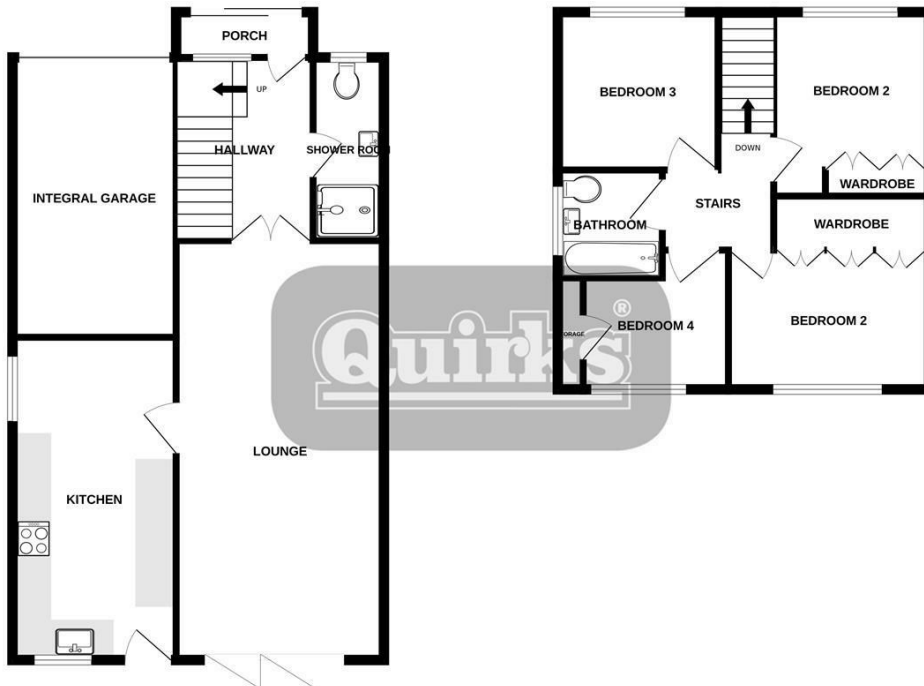 PORCH
UP
HALLWAY
SHOWER ROOM
INTEGRAL GARAGE
LOUNGE
KITCHEN
BEDROOM 3
BEDROOM 2
DOWN
WARDROBE
STAIRS
WARDROBE
BATHROOM
BEDROOM 4
BEDROOM 2
Quirks®